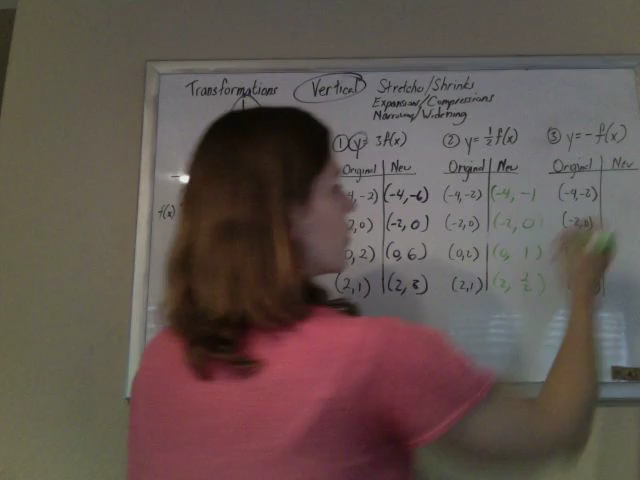 Transformations Vertical Stretchs/Shrinks
Expansions/Compressions
Narrowing/Widening
① y = 3f(x) ② y = 1/2 f(x) ③ y = -f(x)
Original New Original New Original New
-4,-2) (-4,-6) (-4,-2) (-4,-1 (-4,-2)
f(x) ,0) (-2,0) (-2,0) (-2,0) (-2,0)
0,2) (0,6) (0,2) (0, 1)
(2,1) (2,3) (2,1) (2, 1/2)